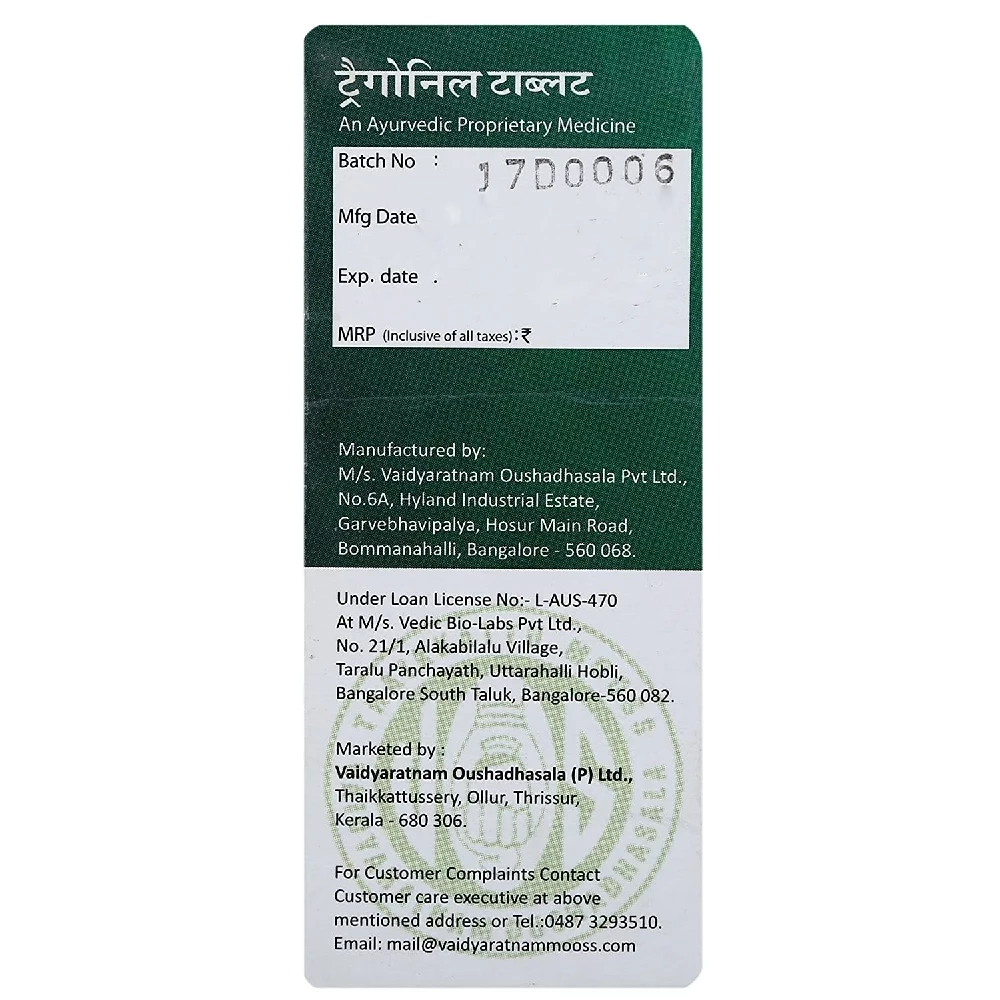 ट्रैगोनिल टाब्लट
An Ayurvedic Proprietary Medicine
Batch No : 17D0006
Mfg Date
Exp. date .
MRP (Inclusive of all taxes):₹
Manufactured by:
M/s. Vaidyaratnam Oushadhasala Pvt Ltd.,
No.6A, Hyland Industrial Estate,
Garvebhavipalya, Hosur Main Road,
Bommanahalli, Bangalore - 560 068.
Under Loan License No:- L-AUS-470
At M/s. Vedic Bio-Labs Pvt Ltd.,
No. 21/1, Alakabilalu Village,
Taralu Panchayath, Uttarahalli Hobli,
Bangalore South Taluk, Bangalore-560 082.
Marketed by :
Vaidyaratnam Oushadhasala (P) Ltd.,
Thaikkattussery, Ollur, Thrissur,
Kerala - 680 306.
For Customer Complaints Contact
Customer care executive at above
mentioned address or Tel.:0487 3293510.
Email: mail@vaidyaratnammooss.com